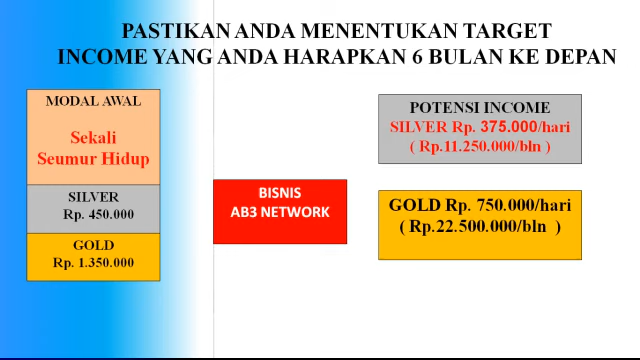 PASTIKAN ANDA MENENTUKAN TARGET
INCOME YANG ANDA HARAPKAN 6 BULAN KE DEPAN
MODAL AWAL
Sekali
Seumur Hidup
SILVER
Rp. 450.000
GOLD
Rp. 1.350.000
BISNIS
AB3 NETWORK
POTENSI INCOME
SILVER Rp. 375.000/hari
( Rp.11.250.000/bln )
GOLD Rp. 750.000/hari
( Rp.22.500.000/bln )